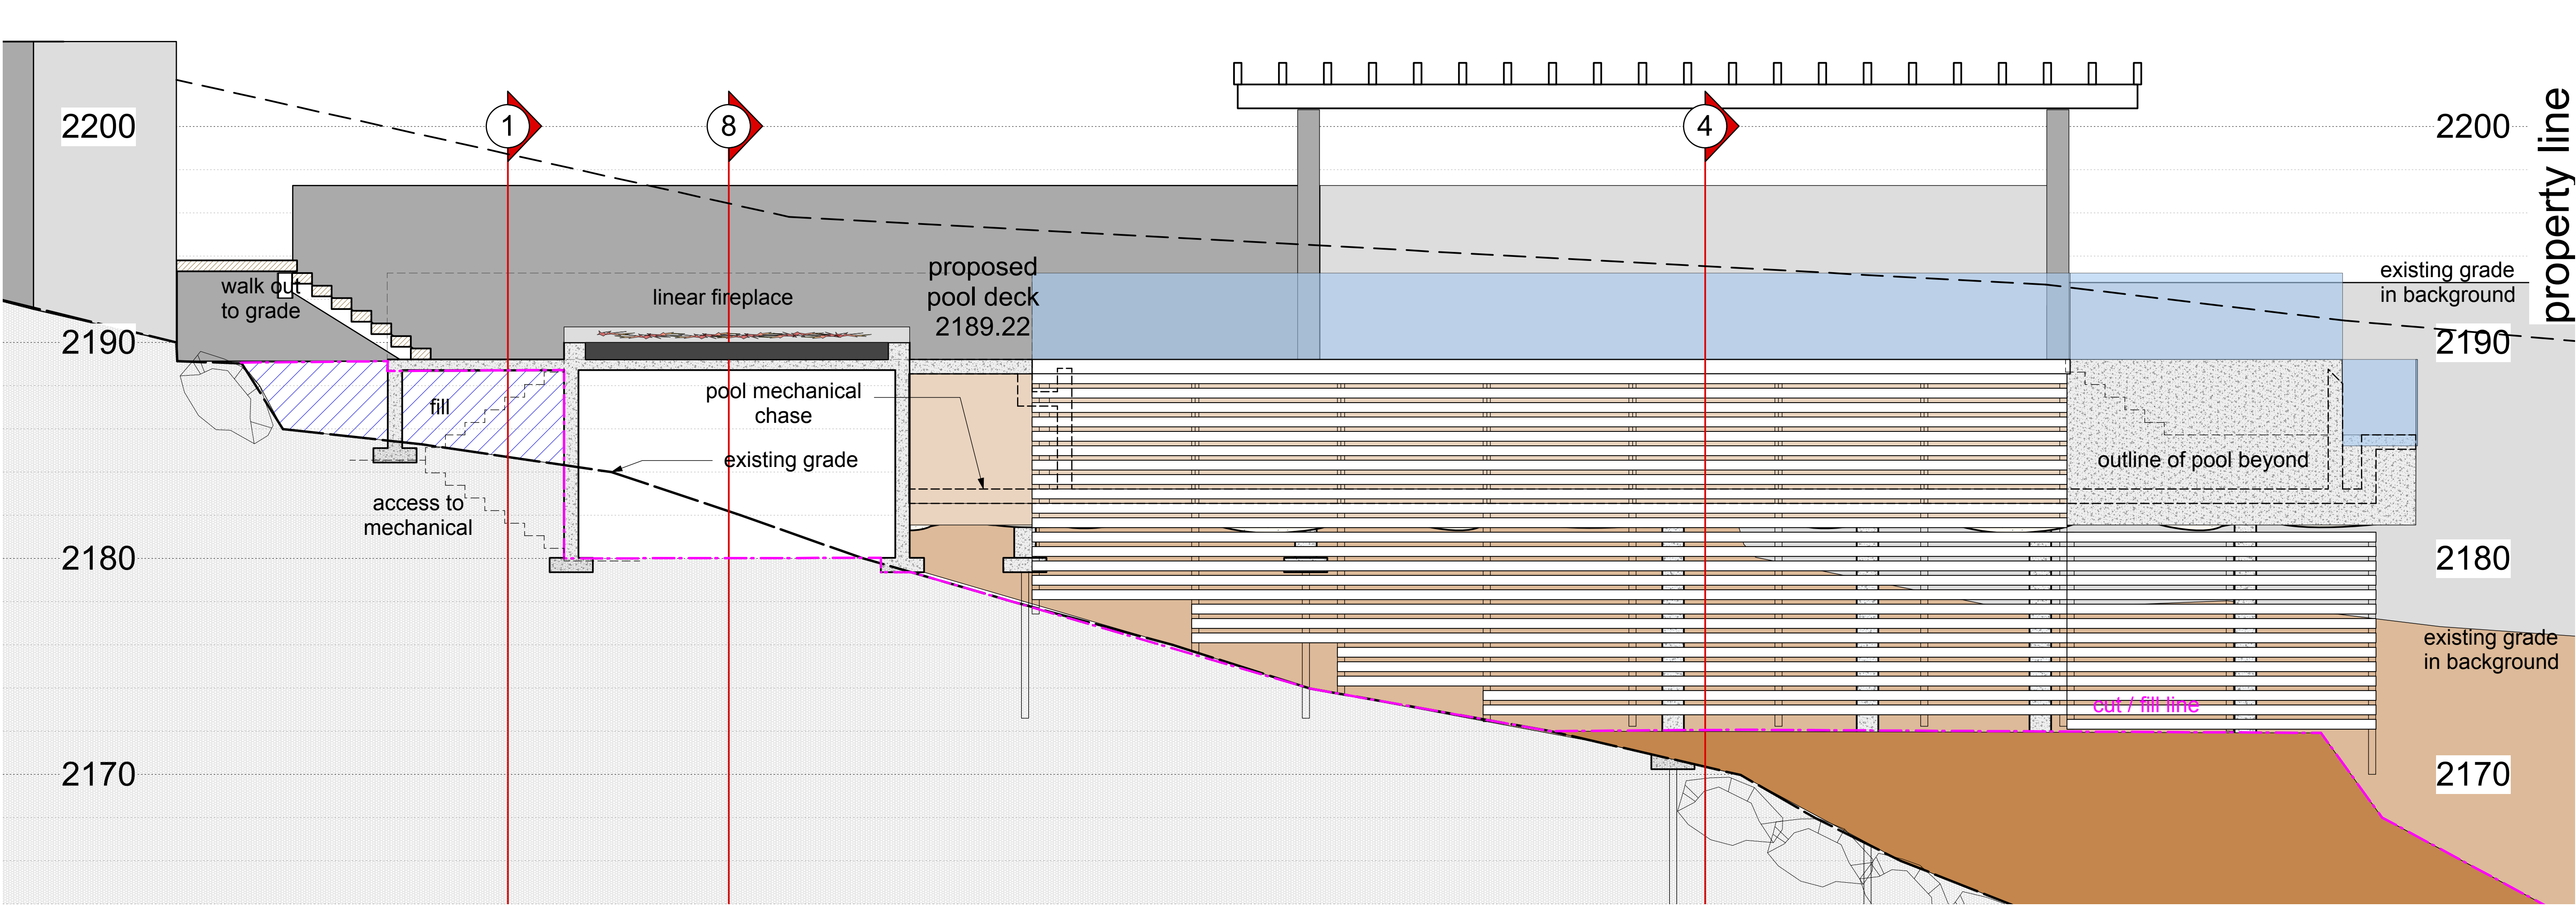 2200
1
8
4
2200
property line
proposed
pool deck
2189.22
existing grade
in background
walk out
to grade
linear fireplace
2190
2190
pool mechanical
chase
fill
existing grade
outline of pool beyond
access to
mechanical
2180
2180
existing grade
in background
cut / fill line
2170
2170